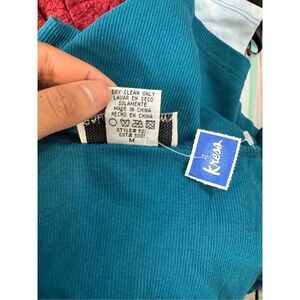 DRY CLEAN ONLY
LAVAR EN SECO
SOLAMENTE
MADE IN CHINA
HECHO EN CHINA
M
kress